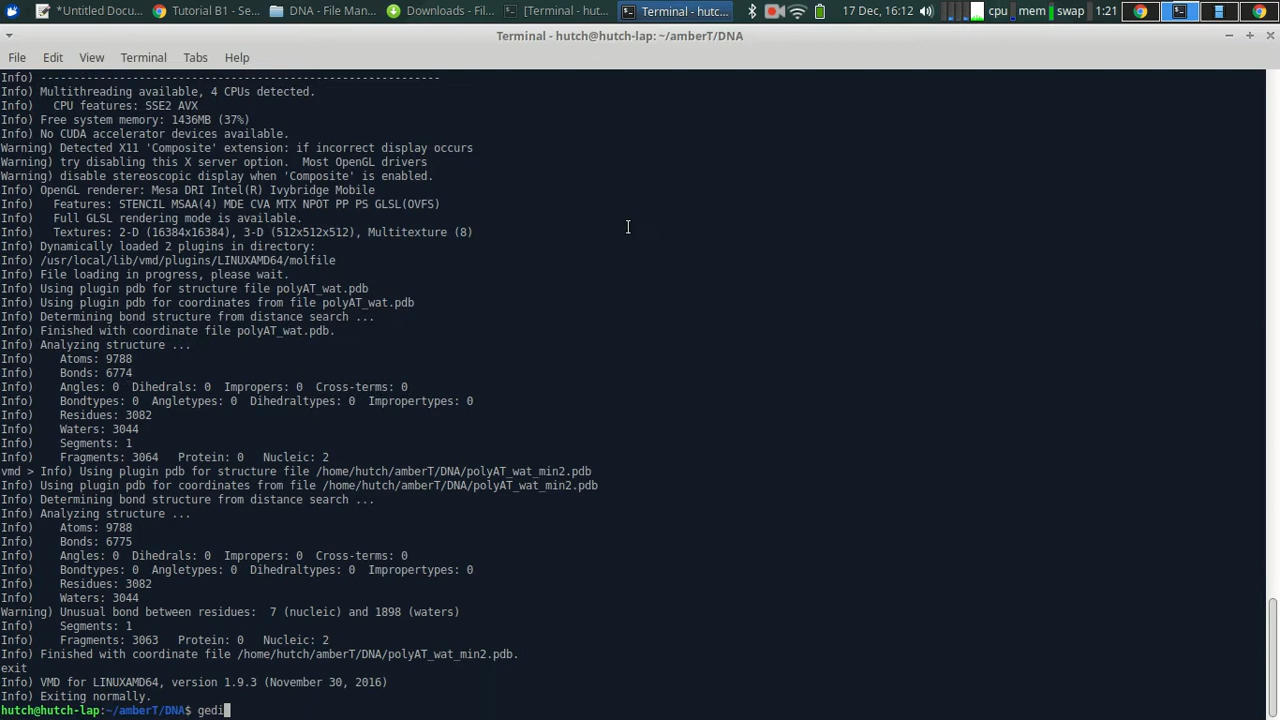 *Untitled Docu... Tutorial B1 - Se... DNA - File Man... Downloads - Fil... [Terminal - hut... Terminal - hutc... 17 Dec, 16:12 cpu mem swap 1:21
Terminal - hutch@hutch-lap: ~/amberT/DNA
File Edit View Terminal Tabs Help
Info) -------------------------------------------------------------
Info) Multithreading available, 4 CPUs detected.
Info)   CPU features: SSE2 AVX
Info) Free system memory: 1436MB (37%)
Info) No CUDA accelerator devices available.
Warning) Detected X11 'Composite' extension: if incorrect display occurs
Warning) try disabling this X server option.  Most OpenGL drivers
Warning) disable stereoscopic display when 'Composite' is enabled.
Info) OpenGL renderer: Mesa DRI Intel(R) Ivybridge Mobile
Info)   Features: STENCIL MSAA(4) MDE CVA MTX NPOT PP PS GLSL(OVFS)
Info)   Full GLSL rendering mode is available.
Info)   Textures: 2-D (16384x16384), 3-D (512x512x512), Multitexture (8)
Info) Dynamically loaded 2 plugins in directory:
Info) /usr/local/lib/vmd/plugins/LINUXAMD64/molfile
Info) File loading in progress, please wait.
Info) Using plugin pdb for structure file polyAT_wat.pdb
Info) Using plugin pdb for coordinates from file polyAT_wat.pdb
Info) Determining bond structure from distance search ...
Info) Finished with coordinate file polyAT_wat.pdb.
Info) Analyzing structure ...
Info)    Atoms: 9788
Info)    Bonds: 6774
Info)    Angles: 0  Dihedrals: 0  Impropers: 0  Cross-terms: 0
Info)    Bondtypes: 0  Angletypes: 0  Dihedraltypes: 0  Impropertypes: 0
Info)    Residues: 3082
Info)    Waters: 3044
Info)    Segments: 1
Info)    Fragments: 3064   Protein: 0   Nucleic: 2
vmd > Info) Using plugin pdb for structure file /home/hutch/amberT/DNA/polyAT_wat_min2.pdb
Info) Using plugin pdb for coordinates from file /home/hutch/amberT/DNA/polyAT_wat_min2.pdb
Info) Determining bond structure from distance search ...
Info) Analyzing structure ...
Info)    Atoms: 9788
Info)    Bonds: 6775
Info)    Angles: 0  Dihedrals: 0  Impropers: 0  Cross-terms: 0
Info)    Bondtypes: 0  Angletypes: 0  Dihedraltypes: 0  Impropertypes: 0
Info)    Residues: 3082
Info)    Waters: 3044
Warning) Unusual bond between residues:  7 (nucleic) and 1898 (waters)
Info)    Segments: 1
Info)    Fragments: 3063   Protein: 0   Nucleic: 2
Info) Finished with coordinate file /home/hutch/amberT/DNA/polyAT_wat_min2.pdb.
exit
Info) VMD for LINUXAMD64, version 1.9.3 (November 30, 2016)
Info) Exiting normally.
hutch@hutch-lap:~/amberT/DNA$ gedi